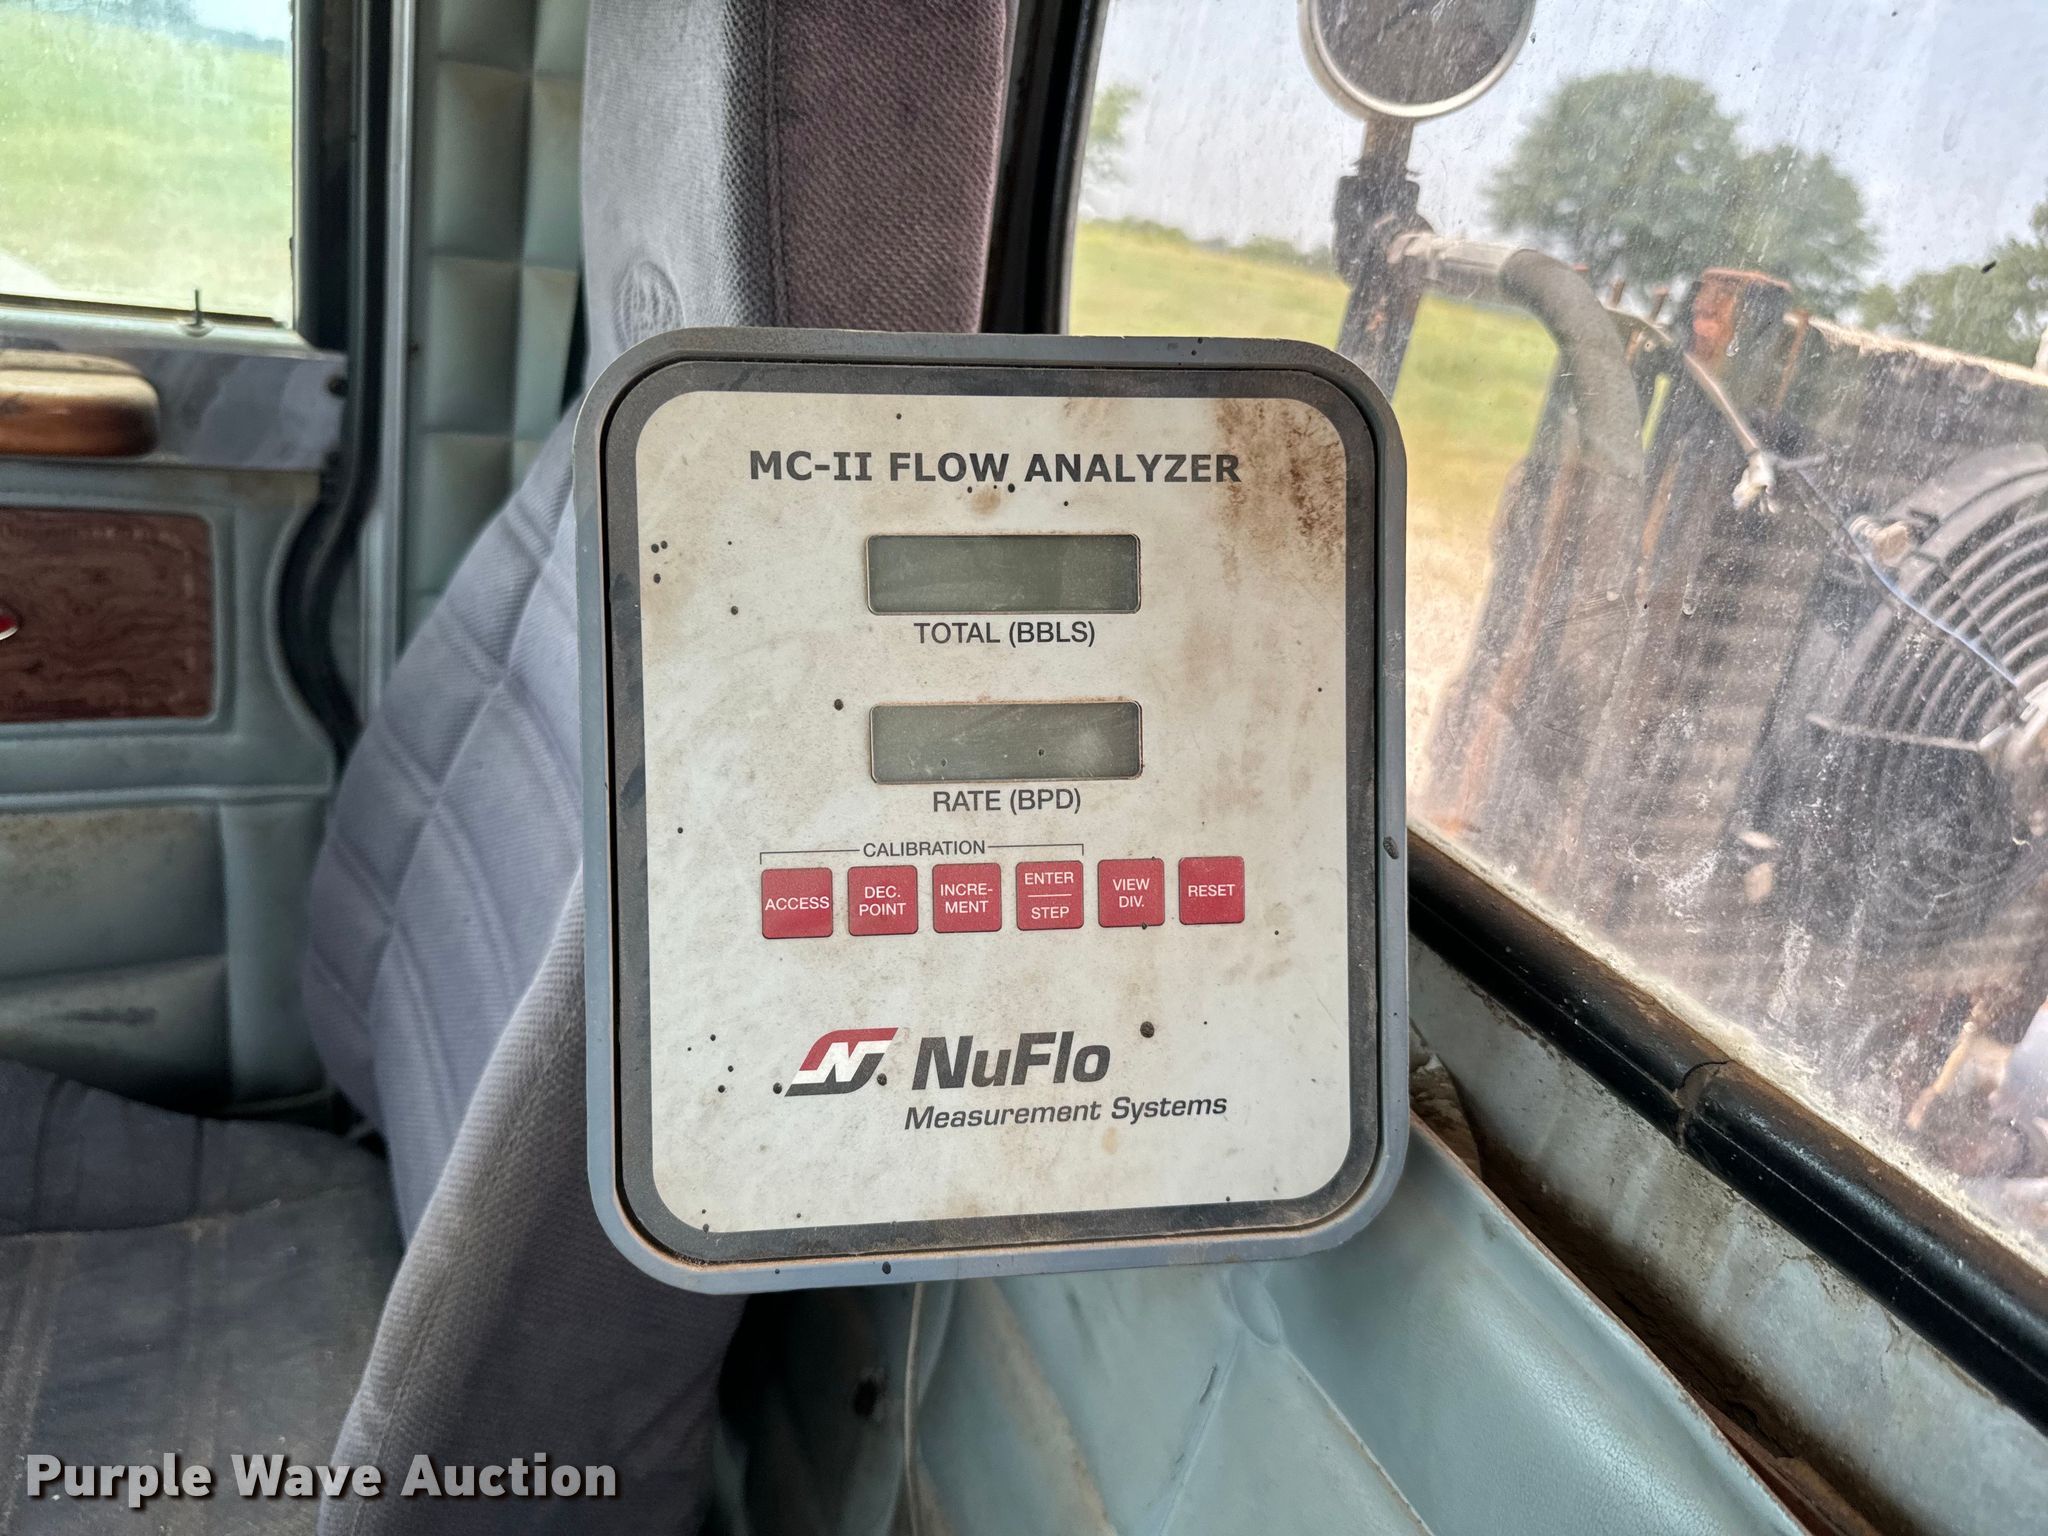 MC-II FLOW ANALYZER
TOTAL (BBLS)
RATE (BPD)
CALIBRATION
ACCESS
DEC.
POINT
INCRE-
MENT
ENTER
STEP
VIEW
DIV.
RESET
N
NuFlo
Measurement Systems
Purple Wave Auction